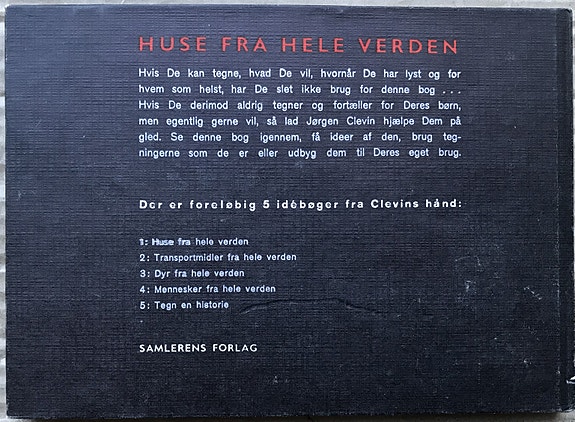 HUSE FRA HELE VERDEN
Hvis De kan tegne, hvad De vil, hvornår De har lyst og før
hvem som helst, har De slet ikke brug for denne bog . . .
Hvis De derimod aldrig tegner og fortæller for Deres børn,
men egentlig gerne vil, så lad Jørgen Clevin hjælpe Dem på
gled. Se denne bog igennem, få ideer af den, brug teg-
ningerne som de er eller udbyg dem til Deres eget brug.
Der er foreløbig 5 idébøger fra Clevins hånd:
1: Huse fra hele verden
2: Transportmidler fra hele verden
3: Dyr fra hele verden
4: Mennesker fra hele verden
5: Tegn en historie
SAMLERENS FORLAG